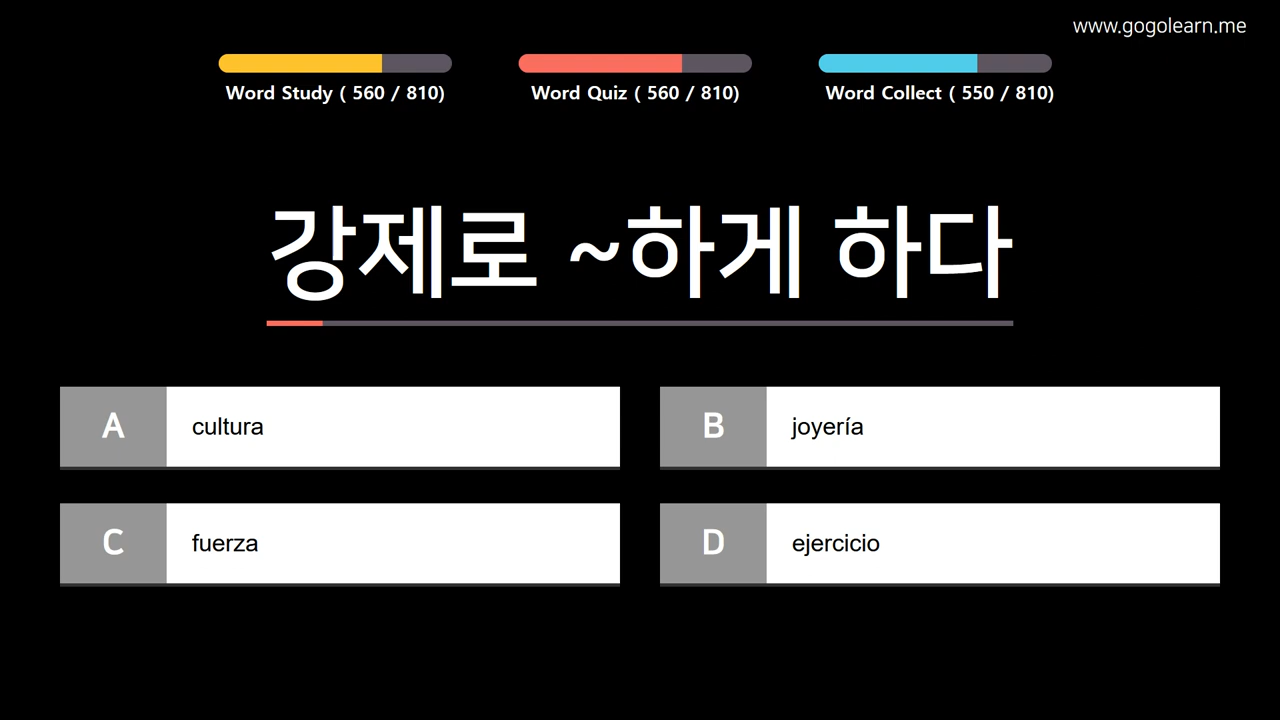 www.gogolearn.me
Word Study ( 560 / 810)
Word Quiz ( 560 / 810)
Word Collect ( 550 / 810)
강제로 ~하게 하다
A cultura
B joyería
C fuerza
D ejercicio